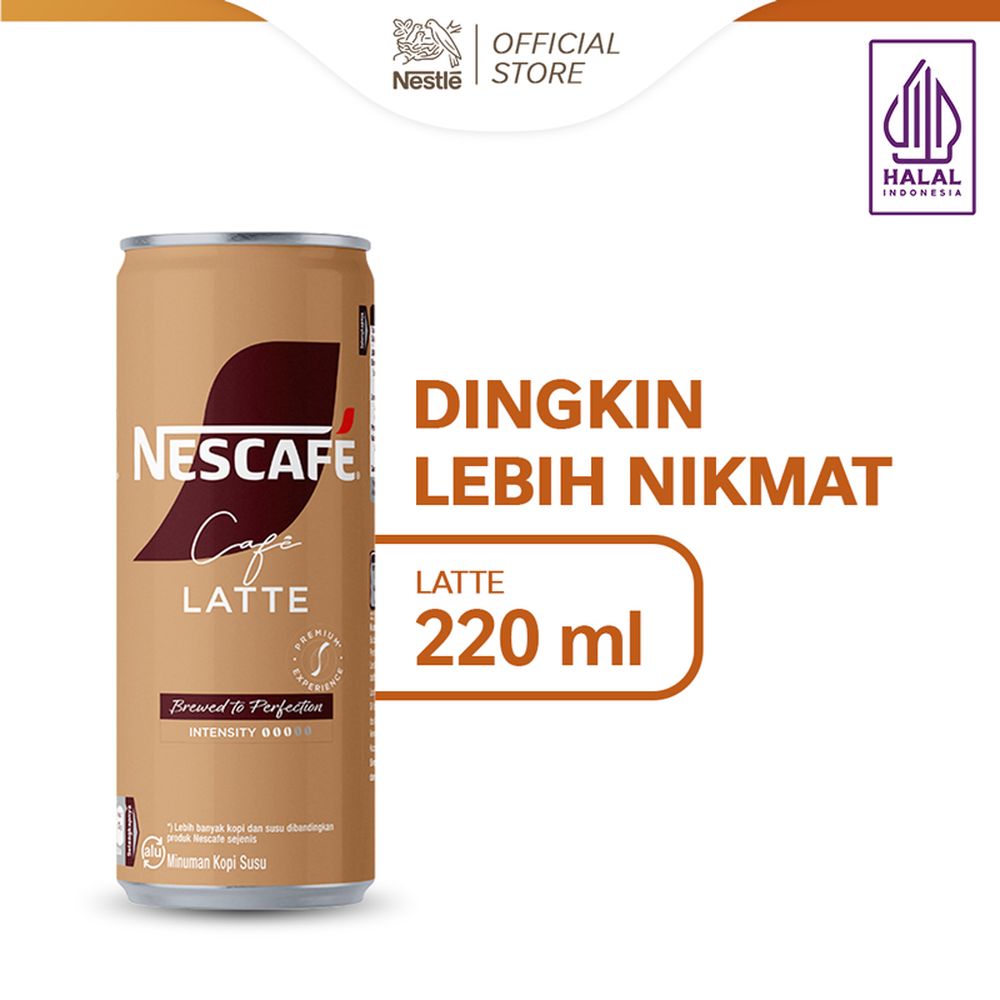 Nestlé
OFFICIAL
STORE
HALAL
INDONESIA
NESCAFÉ
Café
LATTE
PREMIUM*
EXPERIENCE
Brewed to Perfection
INTENSITY
*) Lebih banyak kopi dan susu dibandingkan
produk Nescafe sejenis
alu
Minuman Kopi Susu
Selengkapnya
DINGKIN
LEBIH NIKMAT
LATTE
220 ml